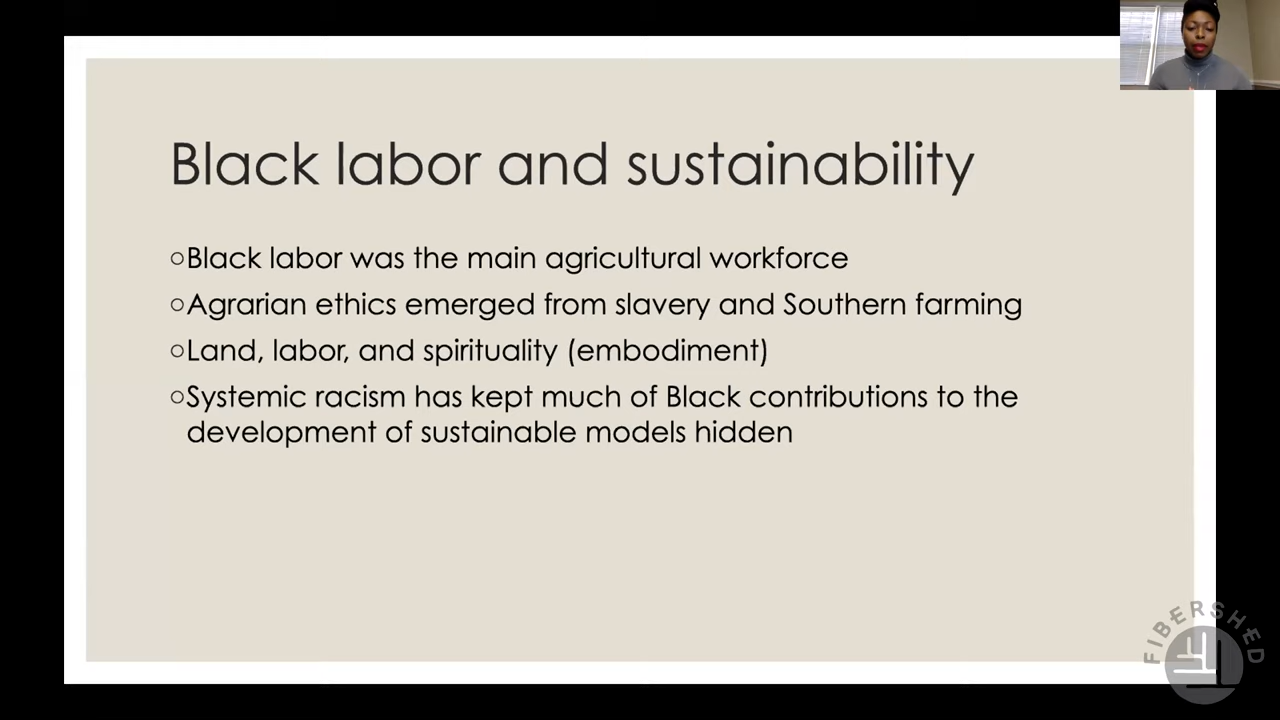 Black labor and sustainability
○Black labor was the main agricultural workforce
○Agrarian ethics emerged from slavery and Southern farming
○Land, labor, and spirituality (embodiment)
○Systemic racism has kept much of Black contributions to the
development of sustainable models hidden
FIBERSHED